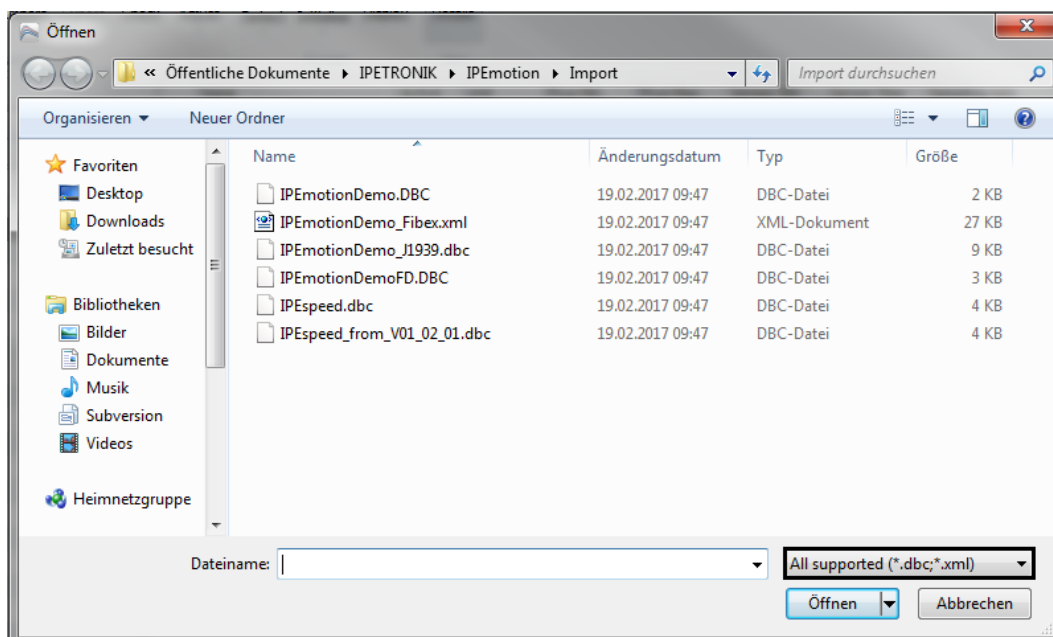 Öffnen
« Öffentliche Dokumente ▸ IPETRONIK ▸ IPEmotion ▸ Import
Import durchsuchen
Organisieren Neuer Ordner
Name Änderungsdatum Typ Größe
Favoriten
Desktop
Downloads
Zuletzt besucht
Bibliotheken
Bilder
Dokumente
Musik
Subversion
Videos
Heimnetzgruppe
IPEmotionDemo.DBC 19.02.2017 09:47 DBC-Datei 2 KB
IPEmotionDemo_Fibex.xml 19.02.2017 09:47 XML-Dokument 27 KB
IPEmotionDemo_J1939.dbc 19.02.2017 09:47 DBC-Datei 9 KB
IPEmotionDemoFD.DBC 19.02.2017 09:47 DBC-Datei 3 KB
IPEspeed.dbc 19.02.2017 09:47 DBC-Datei 4 KB
IPEspeed_from_V01_02_01.dbc 19.02.2017 09:47 DBC-Datei 4 KB
Dateiname:
All supported (*.dbc;*.xml)
Öffnen Abbrechen